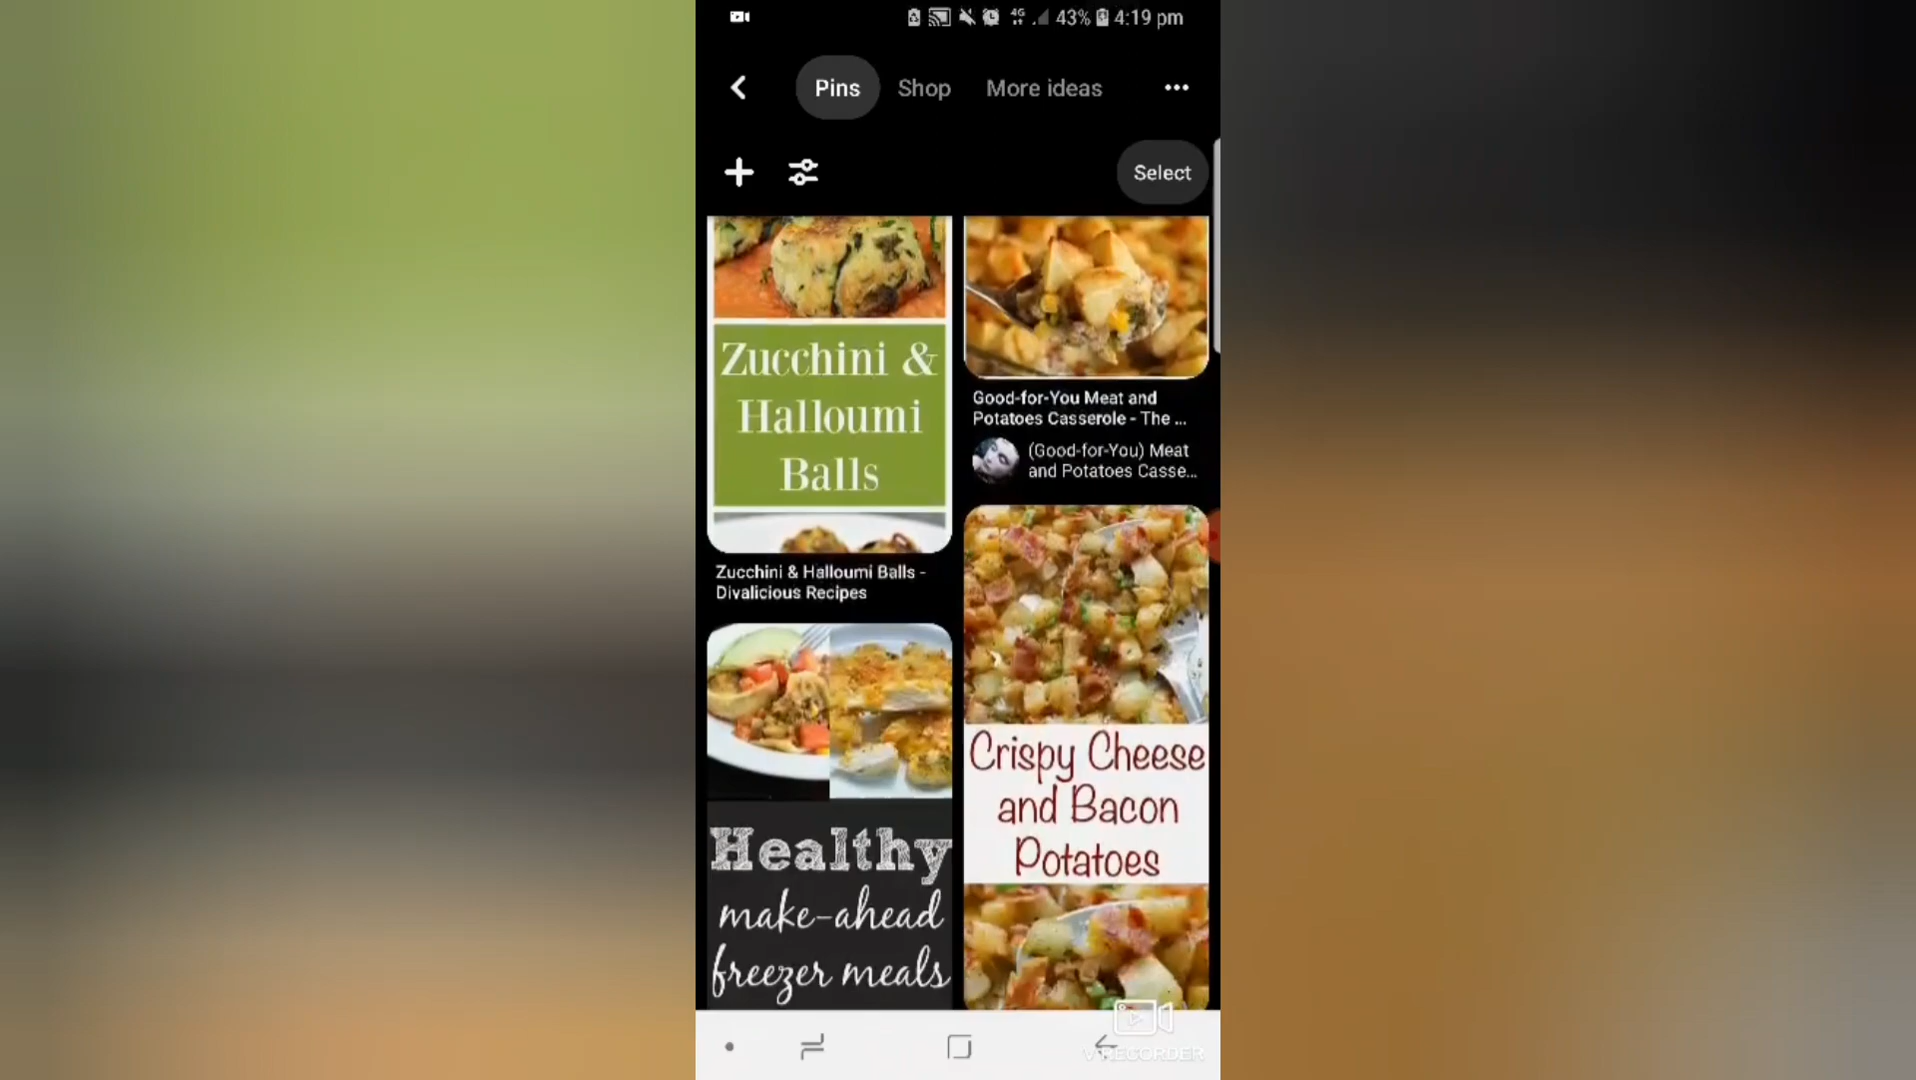 4G 43% 4:19 pm
Pins Shop More ideas
Select
Zucchini &
Halloumi
Balls
Zucchini & Halloumi Balls -
Divalicious Recipes
Healthy
make-ahead
freezer meals
Good-for-You Meat and
Potatoes Casserole - The ...
(Good-for-You) Meat
and Potatoes Casse...
Crispy Cheese
and Bacon
Potatoes
V RECORDER